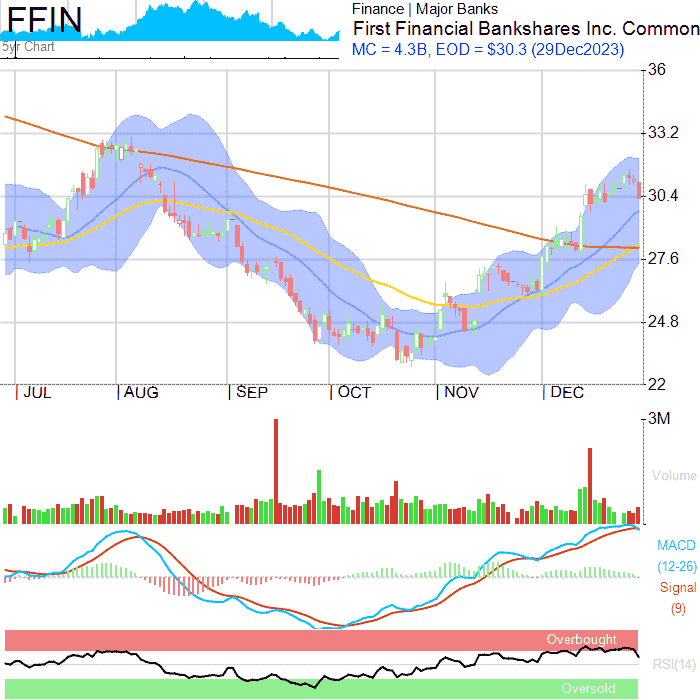 FFIN
5yr Chart
Finance | Major Banks
First Financial Bankshares Inc. Common
MC = 4.3B, EOD = $30.3 (29Dec2023)
36
33.2
30.4
27.6
24.8
22
JUL AUG SEP OCT NOV DEC
3M
Volume
MACD
(12-26)
Signal
(9)
Overbought
RSI(14)
Oversold